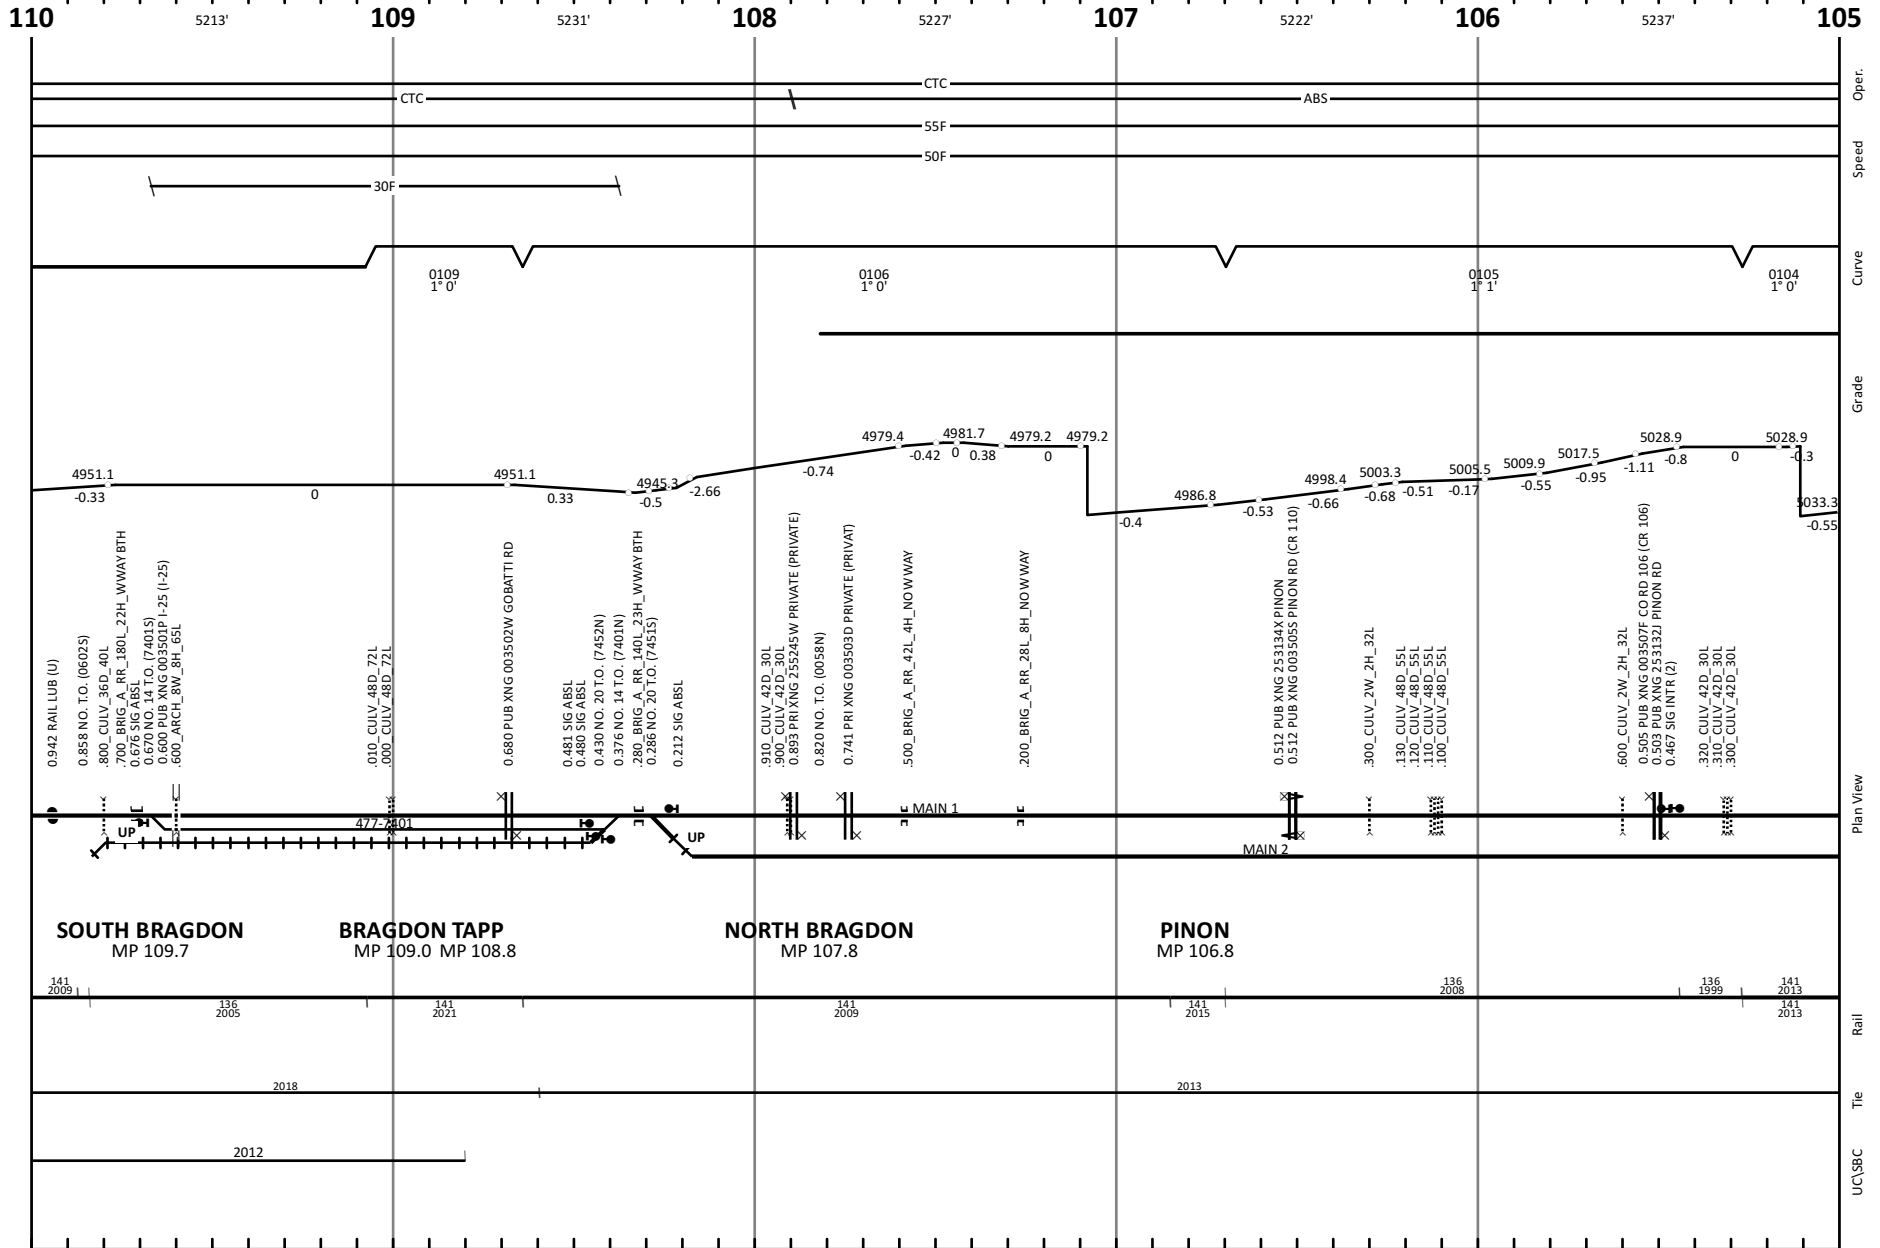 110 5213' 109 5231' 108 5227' 107 5222' 106 5237' 105
CTC
CTC ABS
Oper.
55F
50F
Speed
30F
0109 0106 0105 0104
1° 0' 1° 0' 1° 1' 1° 0'
Curve
Grade
4951.1 4951.1 4945.3 4979.4 4981.7 4979.2 4979.2 4986.8 4998.4 5003.3 5005.5 5009.9 5017.5 5028.9 5028.9 5033.3
-0.33 0 0.33 -0.5 -2.66 -0.74 -0.42 0 0.38 0 -0.4 -0.53 -0.66 -0.68 -0.51 -0.17 -0.55 -0.95 -1.11 -0.8 0 -0.3 -0.55
0.942 RAIL LUB (U)
0.858 NO. T.O. (0602S)
.800_CULV_36D_40L
.700_BRIG_A_RR_180L_22H_WWAY BTH
0.676 SIG ABSL
0.670 NO. 14 T.O. (7401S)
0.600 PUB XNG 003501P I-25 (I-25)
.600_ARCH_8W_8H_65L
.010_CULV_48D_72L
.000_CULV_48D_72L
0.680 PUB XNG 003502W GOBATTI RD
0.481 SIG ABSL
0.480 SIG ABSL
0.430 NO. 20 T.O. (7452N)
0.376 NO. 14 T.O. (7401N)
.280_BRIG_A_RR_140L_23H_WWAY BTH
0.286 NO. 20 T.O. (7451S)
0.212 SIG ABSL
.910_CULV_42D_30L
.900_CULV_42D_30L
0.893 PRI XNG 255245W PRIVATE (PRIVATE)
0.820 NO. T.O. (0058N)
0.741 PRI XNG 003503D PRIVATE (PRIVAT)
.500_BRIG_A_RR_42L_4H_NO WWAY
.200_BRIG_A_RR_28L_8H_NO WWAY
0.512 PUB XNG 253134X PINON
0.512 PUB XNG 003505S PINON RD (CR 110)
.300_CULV_2W_2H_32L
.130_CULV_48D_55L
.120_CULV_48D_55L
.110_CULV_48D_55L
.100_CULV_48D_55L
.600_CULV_2W_2H_32L
0.505 PUB XNG 003507F CO RD 106 (CR 106)
0.503 PUB XNG 253132J PINON RD
0.467 SIG INTR (2)
.320_CULV_42D_30L
.310_CULV_42D_30L
.300_CULV_42D_30L
MAIN 1
477-7401
UP UP
MAIN 2
Plan View
SOUTH BRAGDON BRAGDON TAPP NORTH BRAGDON PINON
MP 109.7 MP 109.0 MP 108.8 MP 107.8 MP 106.8
141 136 136 141
2009 2008 1999 2013
136 141 141 141 141
2005 2021 2009 2015 2013
Rail
2018 2013
Tie
2012
UC\SBC